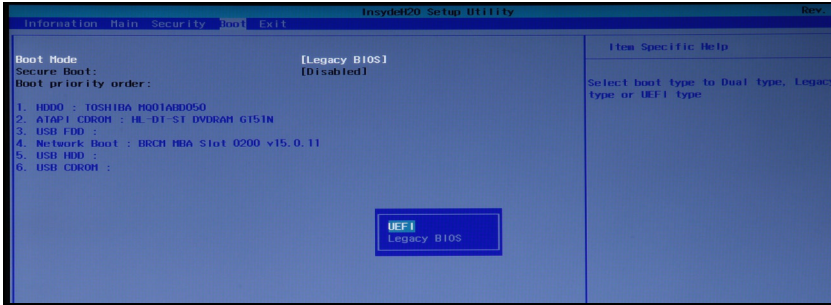 InsydeH20 Setup Utility Rev.
Information Main Security Boot Exit
Item Specific Help
Boot Mode [Legacy BIOS]
Secure Boot: [Disabled]
Boot priority order:
Select boot type to Dual type, Legacy
type or UEFI type
1. HDD0 : TOSHIBA MQ01ABD050
2. ATAPI CDROM : HL-DT-ST DVDRAM G151N
3. USB FDD :
4. Network Boot : BRCM MBA Slot 0200 v15.0.11
5. USB HDD :
6. USB CDROM :
UEFI
Legacy BIOS